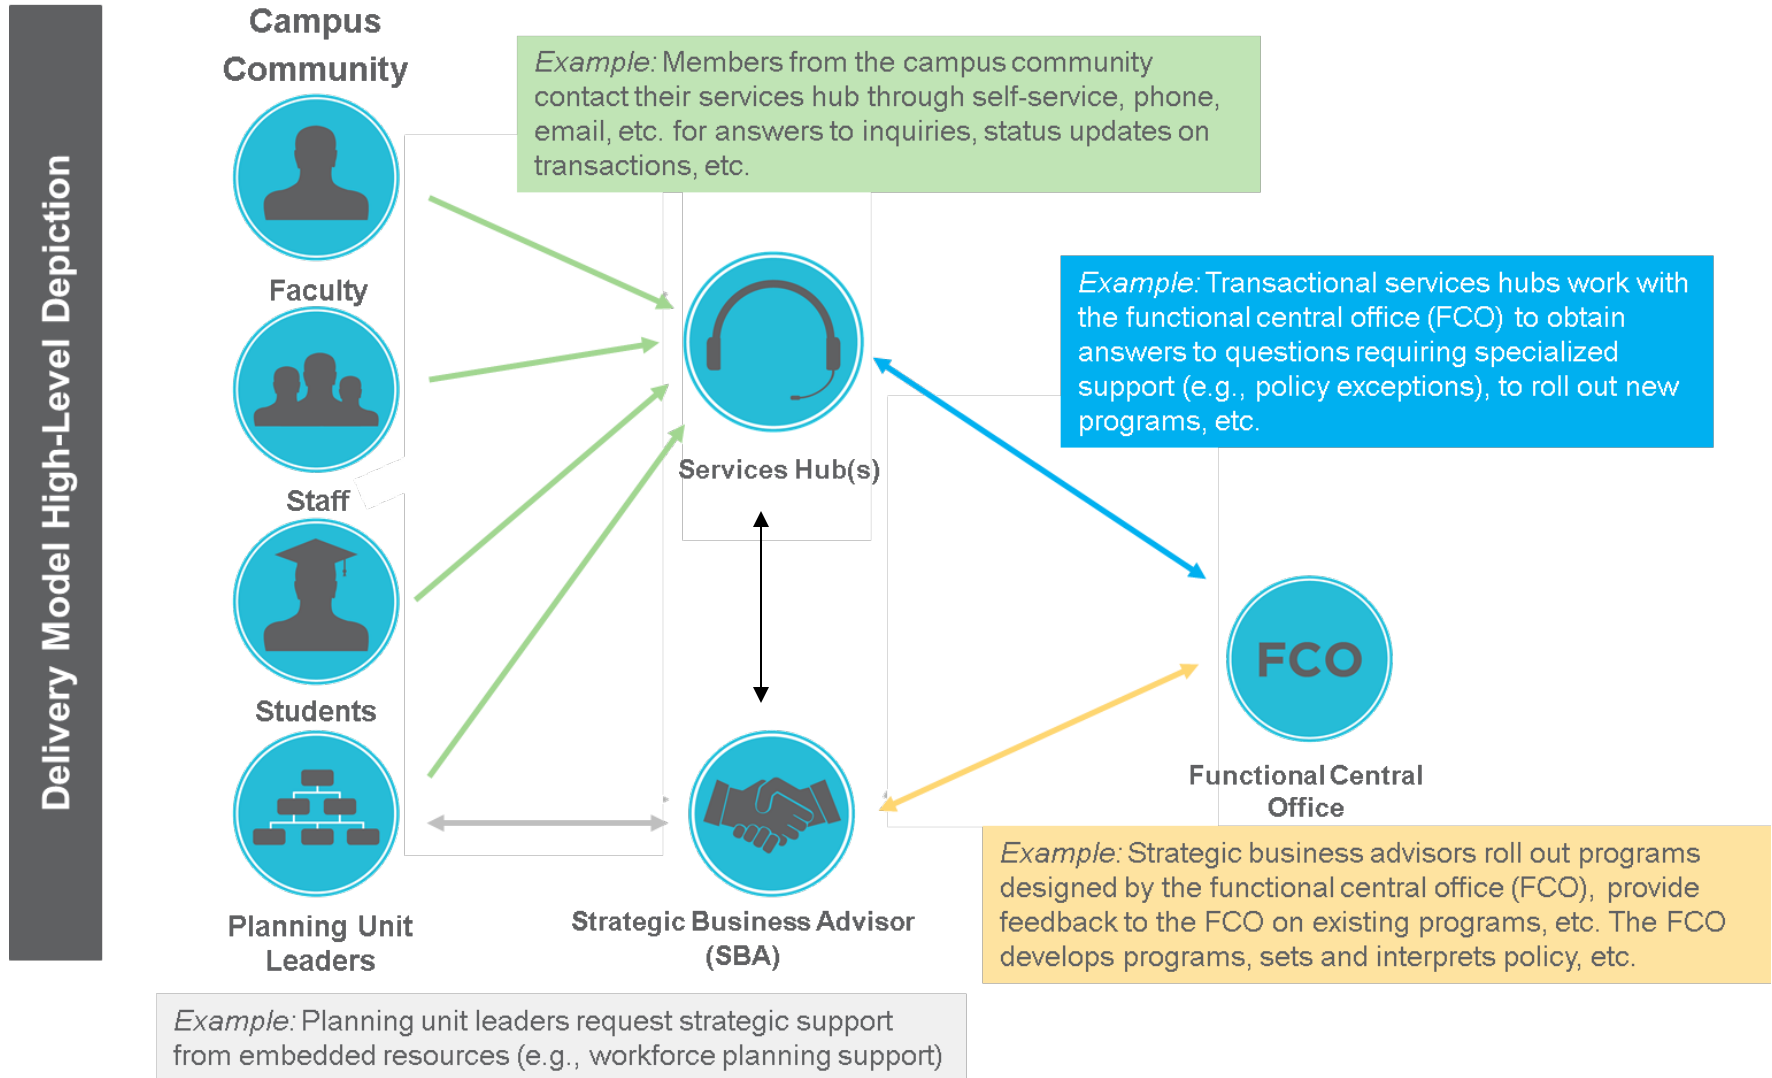 Delivery Model High-Level Depiction
Campus
Community
Faculty
Staff
Students
Planning Unit
Leaders
Example: Members from the campus community
contact their services hub through self-service, phone,
email, etc. for answers to inquiries, status updates on
transactions, etc.
Services Hub(s)
Strategic Business Advisor
(SBA)
Example: Transactional services hubs work with
the functional central office (FCO) to obtain
answers to questions requiring specialized
support (e.g., policy exceptions), to roll out new
programs, etc.
FCO
Functional Central
Office
Example: Strategic business advisors roll out programs
designed by the functional central office (FCO), provide
feedback to the FCO on existing programs, etc. The FCO
develops programs, sets and interprets policy, etc.
Example: Planning unit leaders request strategic support
from embedded resources (e.g., workforce planning support)